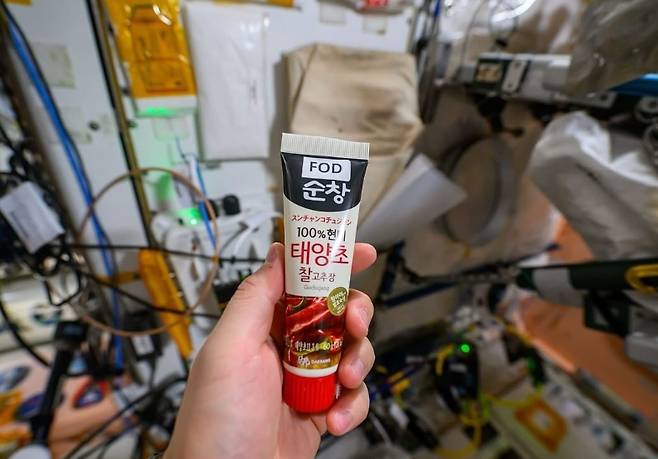 FOD
순창
スンチャンコチュジャン
100%현미
태양초
찰고추장
Gochujang
DAESANG